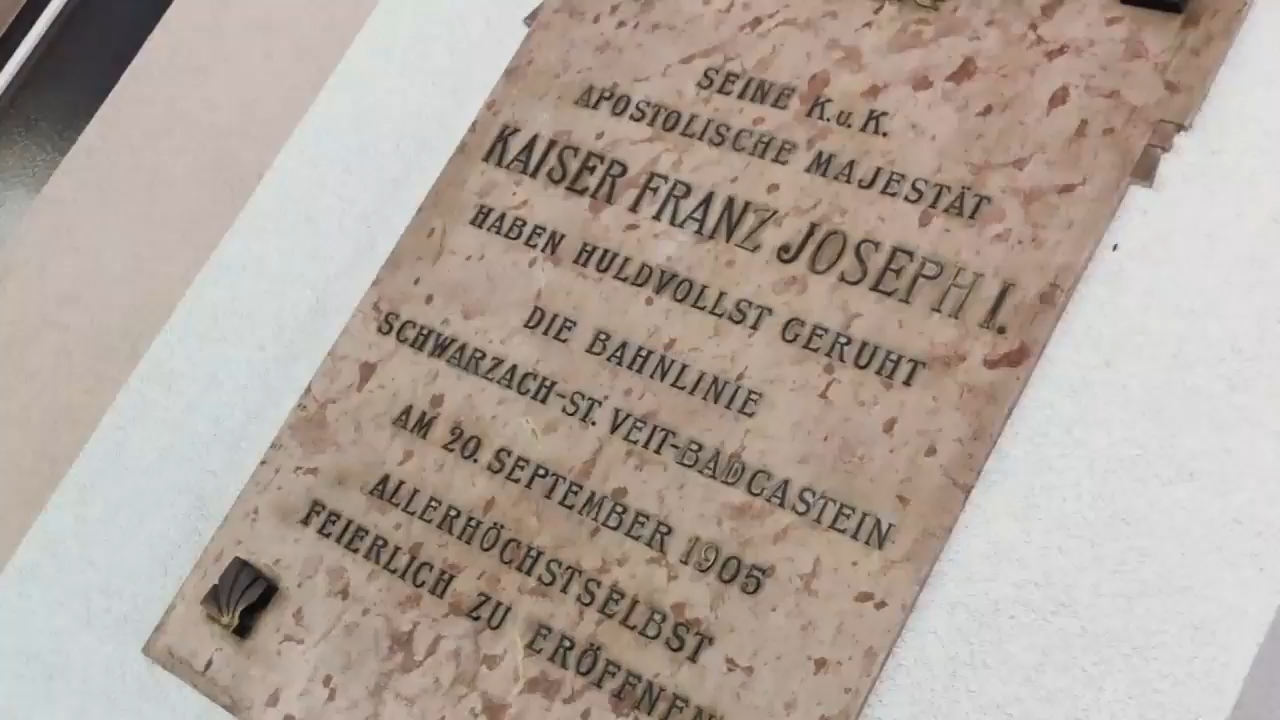 SEINE K.u.K.
APOSTOLISCHE MAJESTÄT
KAISER FRANZ JOSEPH I.
HABEN HULDVOLLST GERUHT
DIE BAHNLINIE
SCHWARZACH-ST. VEIT-BADGASTEIN
AM 20. SEPTEMBER 1905
ALLERHÖCHSTSELBST
FEIERLICH ZU ERÖFFNEN